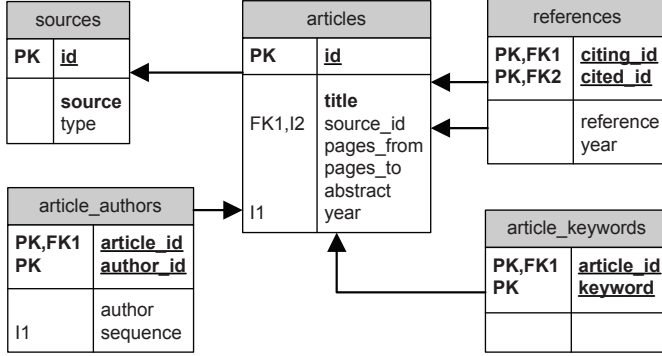 sources
PK id
source
type
articles
PK id
title
FK1,I2 source_id
pages_from
pages_to
abstract
I1 year
references
PK,FK1 citing_id
PK,FK2 cited_id
reference
year
article_authors
PK,FK1 article_id
PK author_id
author
I1 sequence
article_keywords
PK,FK1 article_id
PK keyword